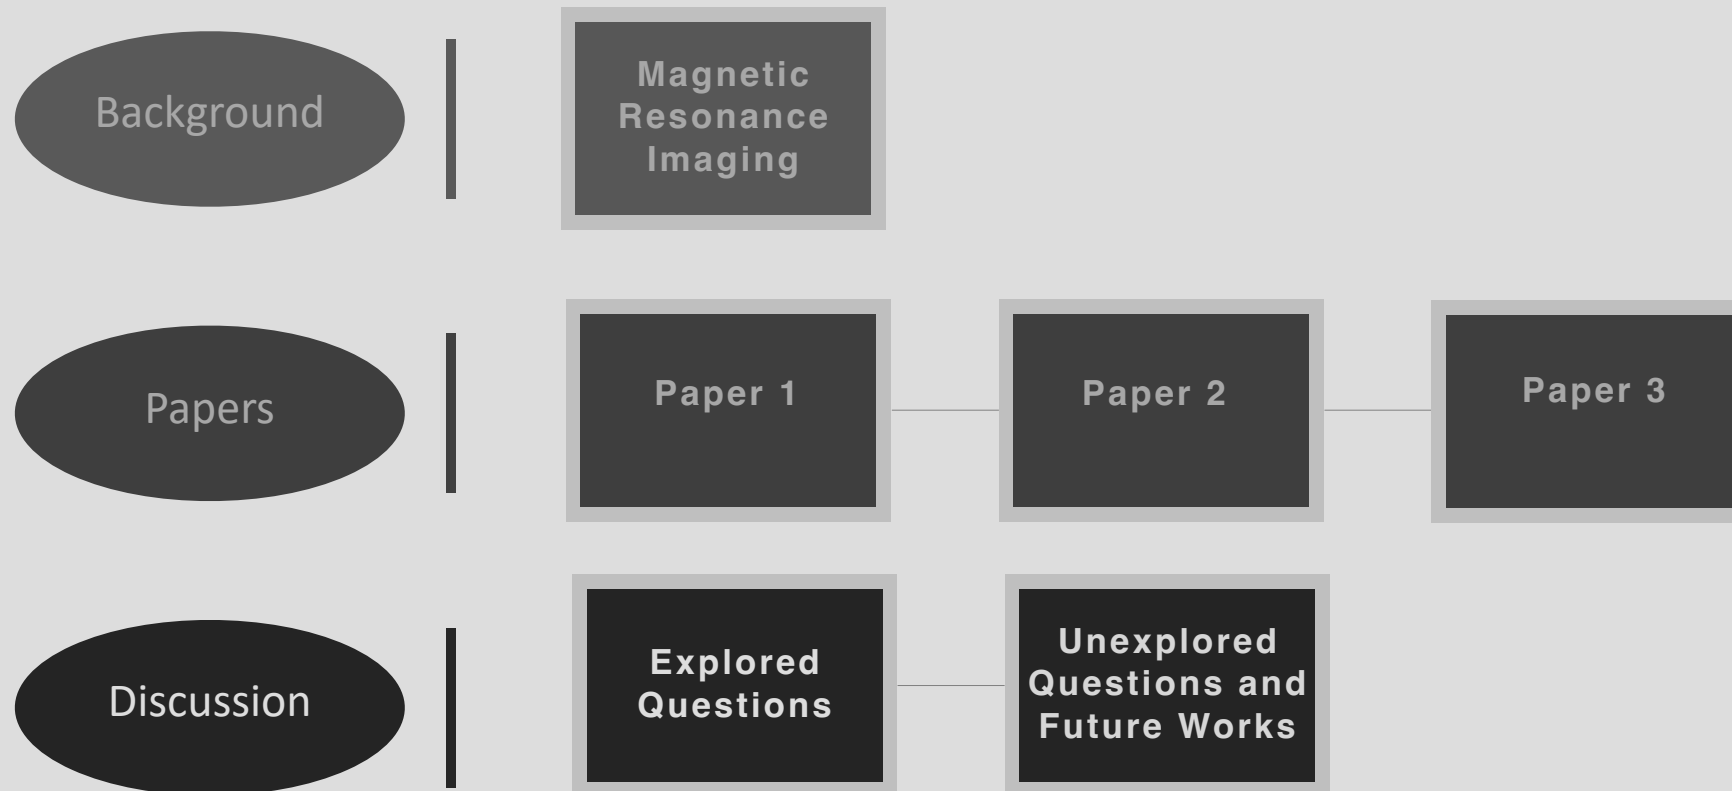 Background
Magnetic
Resonance
Imaging
Papers
Paper 1
Paper 2
Paper 3
Discussion
Explored
Questions
Unexplored
Questions and
Future Works